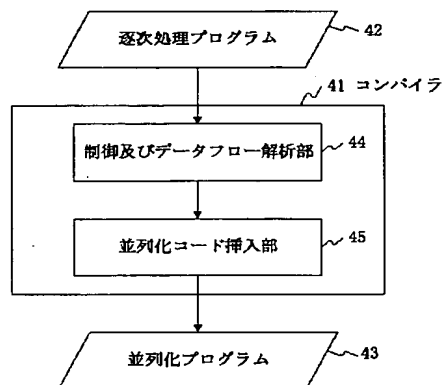 逐次処理プログラム
42
41 コンパイラ
制御及びデータフロー解析部
44
並列化コード挿入部
45
並列化プログラム
43